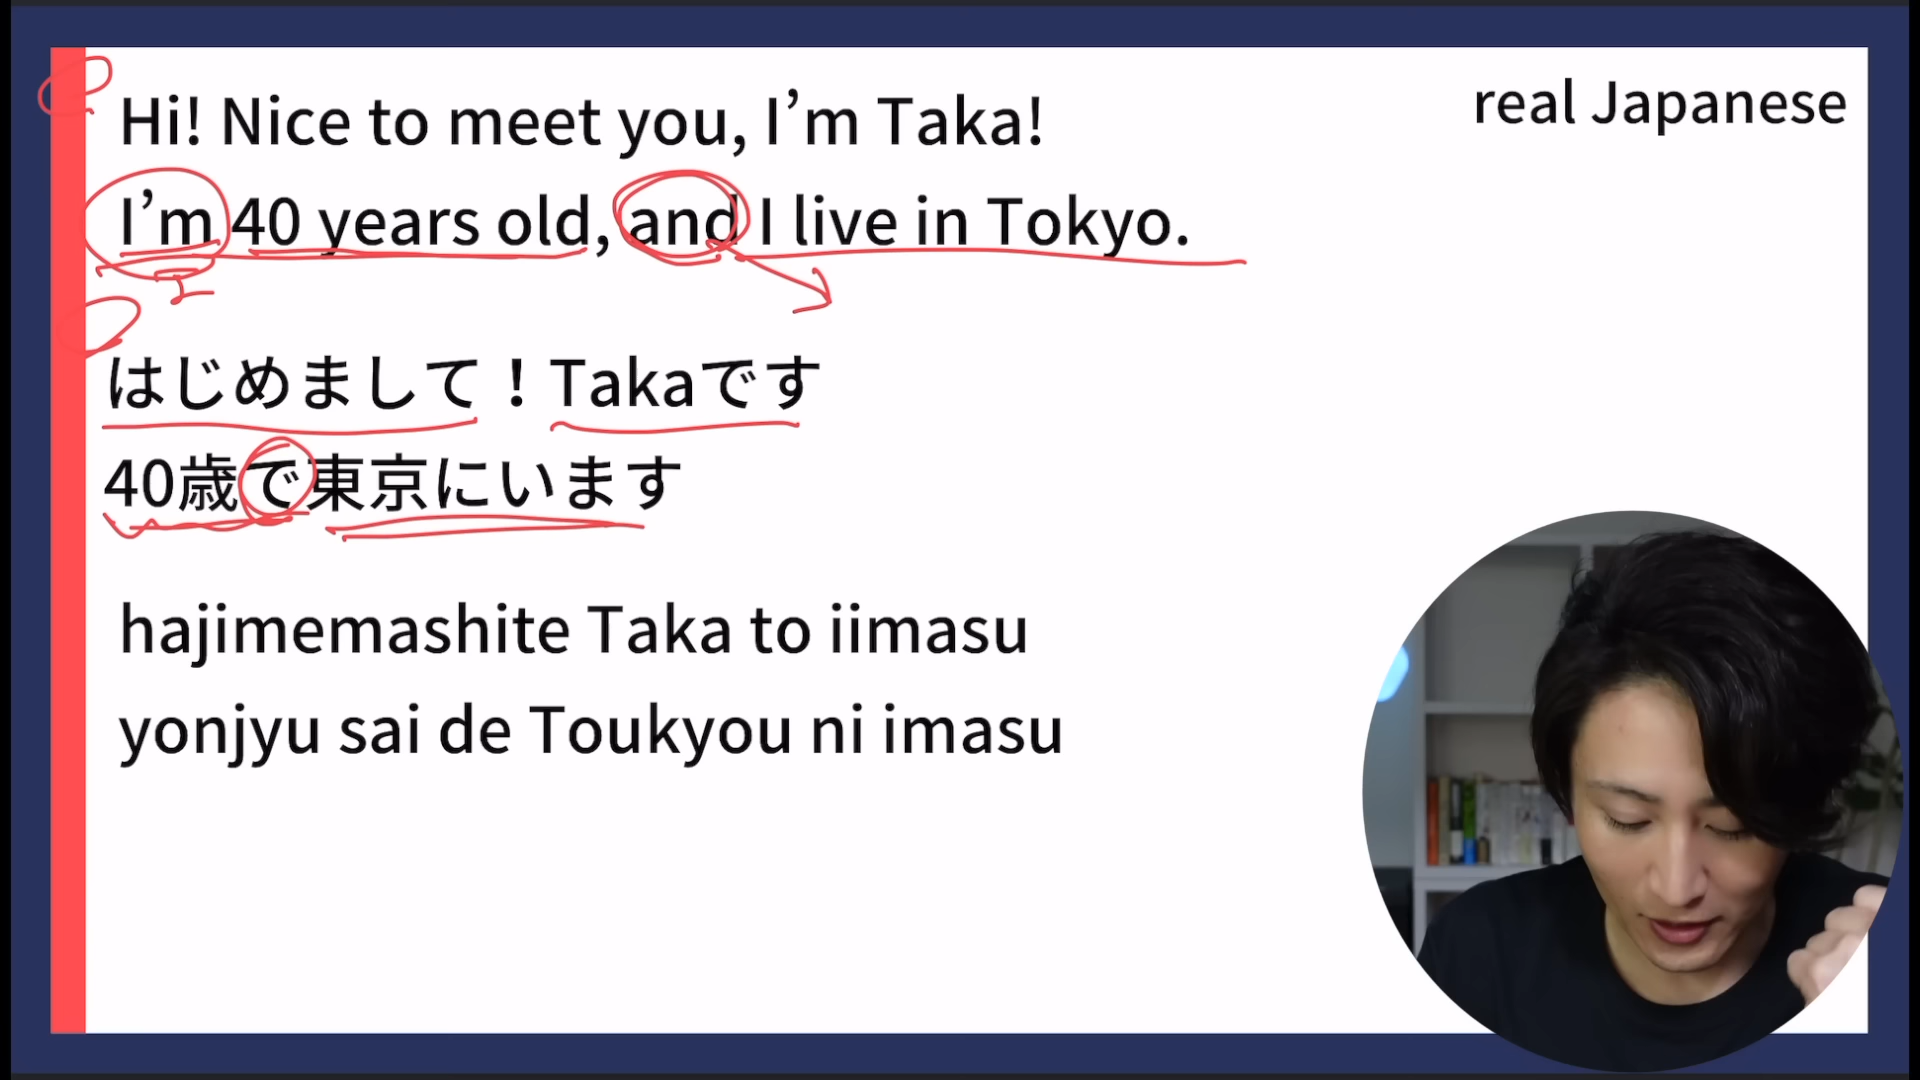 Hi! Nice to meet you, I’m Taka!
real Japanese
I’m 40 years old, and I live in Tokyo.
I
はじめまして！Takaです
40歳で東京にいます
hajimemashite Taka to iimasu
yonjyu sai de Toukyou ni imasu